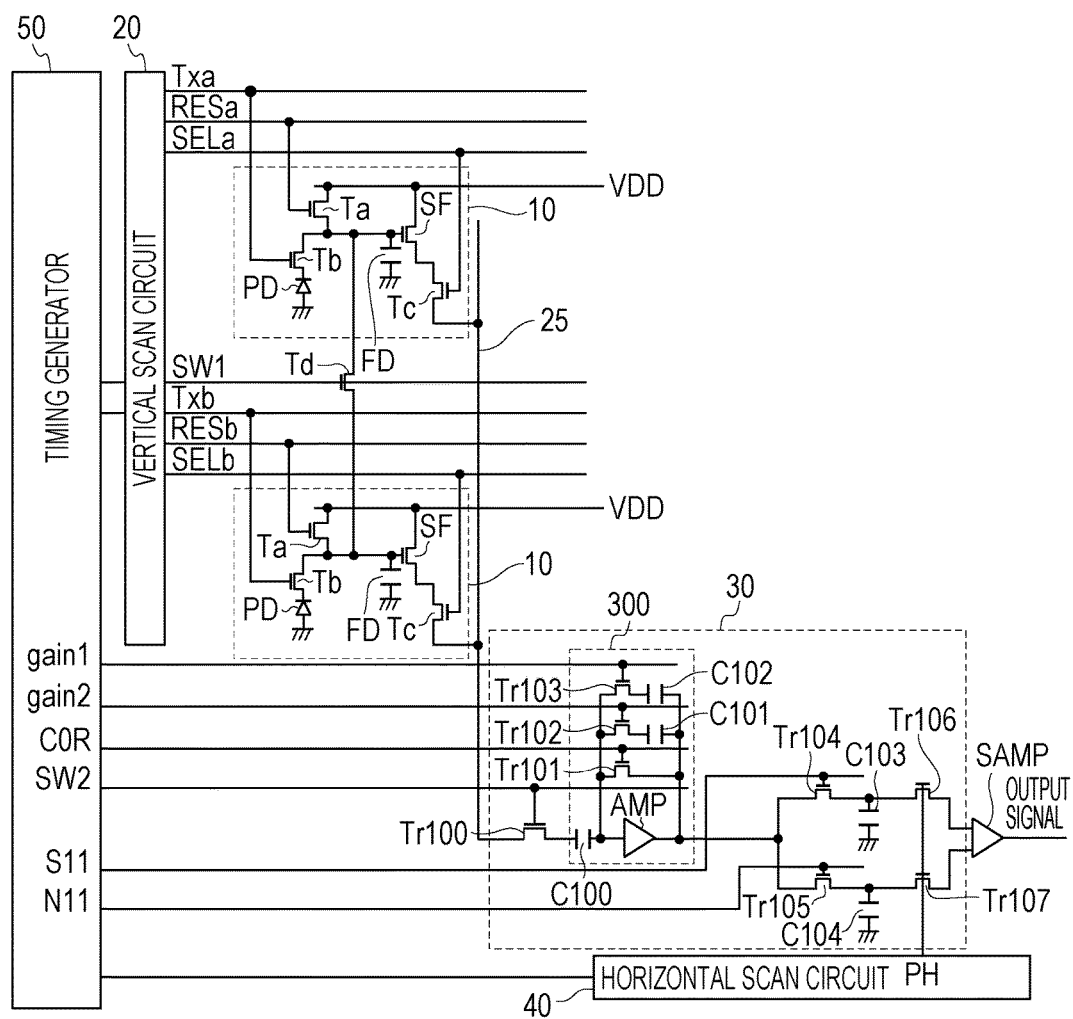 50
20
Txa
RESa
SELa
VDD
Ta
SF
10
Tb
PD
Tc
FD
25
Td
SW1
Txb
RESb
SELb
VDD
Ta
SF
10
Tb
PD
Tc
FD
TIMING GENERATOR
VERTICAL SCAN CIRCUIT
300
30
gain1
gain2
C0R
SW2
S11
N11
Tr103
C102
Tr102
C101
Tr101
AMP
Tr100
C100
Tr104
C103
Tr106
SAMP
OUTPUT
SIGNAL
Tr105
C104
Tr107
HORIZONTAL SCAN CIRCUIT PH
40